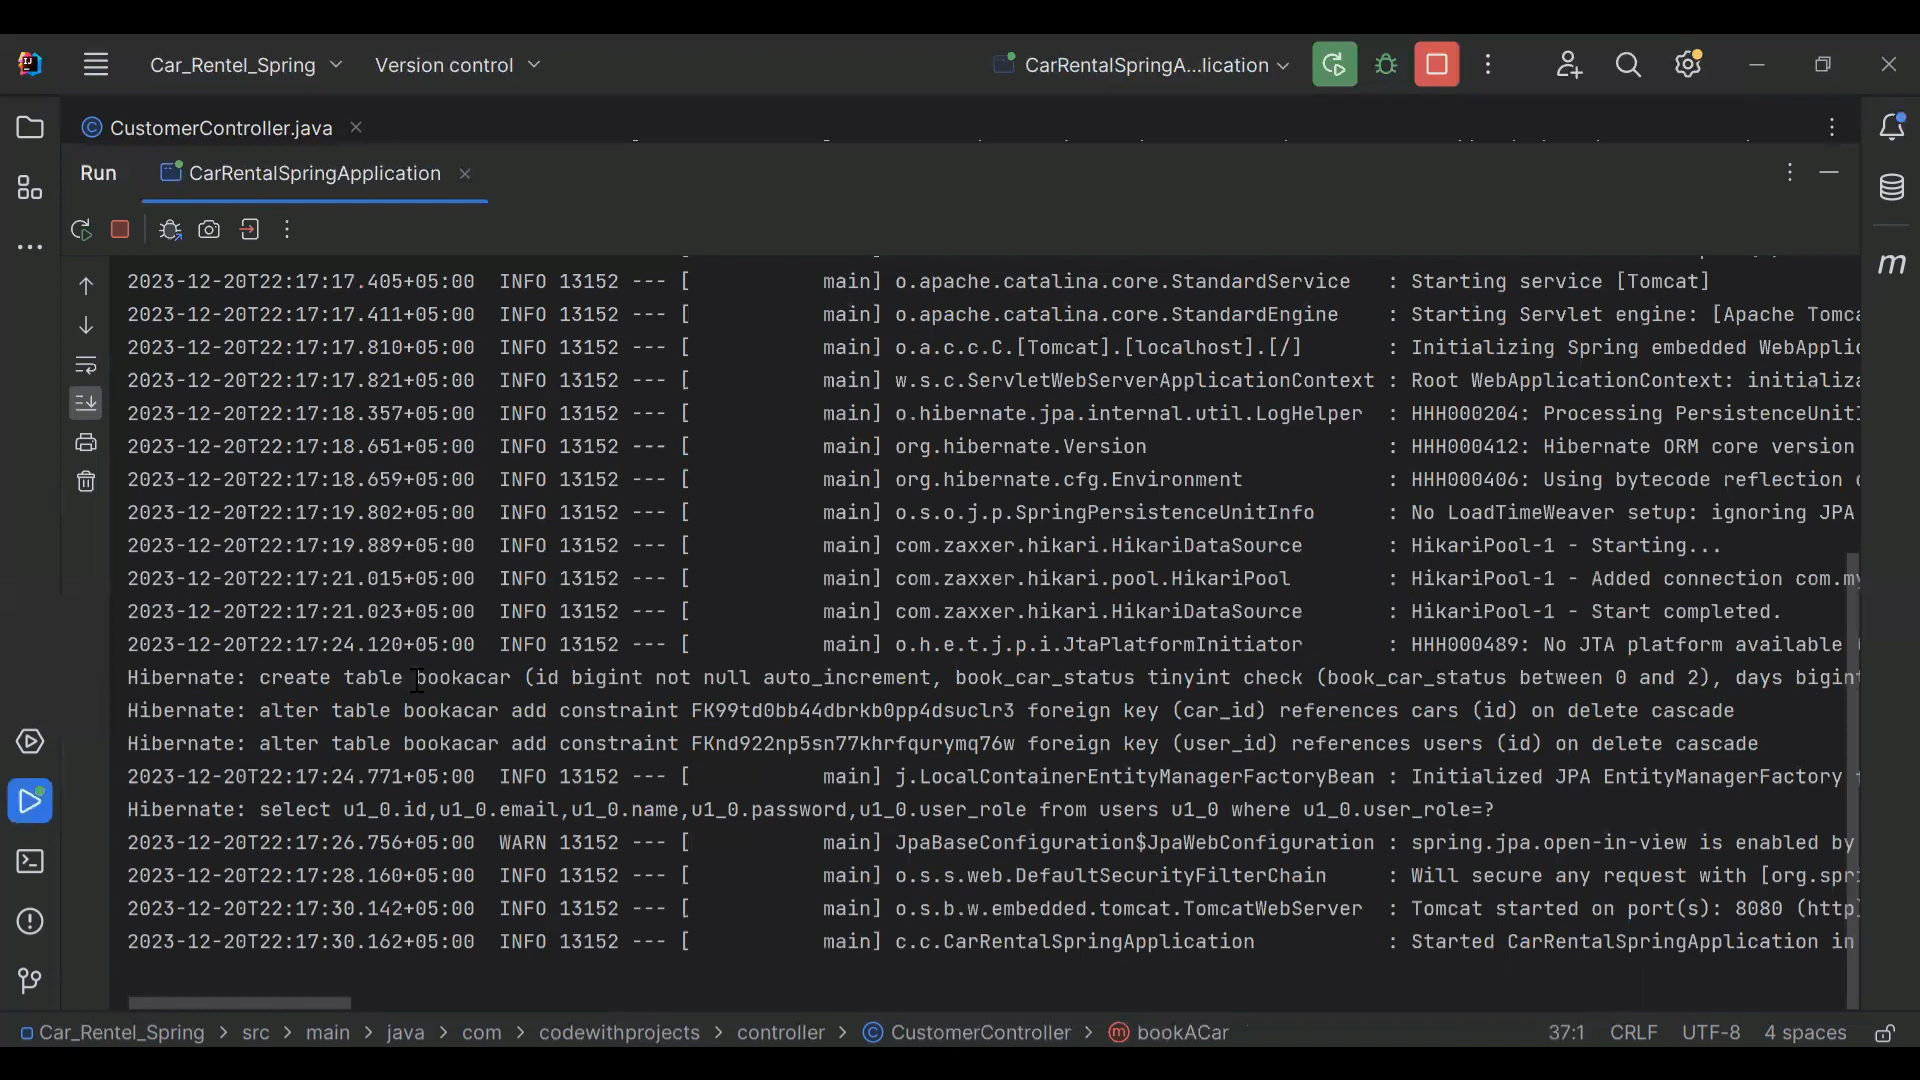 Car_Rentel_Spring
Version control
CarRentalSpringA...lication
CustomerController.java
Run
CarRentalSpringApplication
2023-12-20T22:17:17.405+05:00  INFO 13152 --- [           main] o.apache.catalina.core.StandardService   : Starting service [Tomcat]
2023-12-20T22:17:17.411+05:00  INFO 13152 --- [           main] o.apache.catalina.core.StandardEngine    : Starting Servlet engine: [Apache Tomca
2023-12-20T22:17:17.810+05:00  INFO 13152 --- [           main] o.a.c.c.C.[Tomcat].[localhost].[/]       : Initializing Spring embedded WebApplic
2023-12-20T22:17:17.821+05:00  INFO 13152 --- [           main] w.s.c.ServletWebServerApplicationContext : Root WebApplicationContext: initializa
2023-12-20T22:17:18.357+05:00  INFO 13152 --- [           main] o.hibernate.jpa.internal.util.LogHelper  : HHH000204: Processing PersistenceUnitI
2023-12-20T22:17:18.651+05:00  INFO 13152 --- [           main] org.hibernate.Version                    : HHH000412: Hibernate ORM core version
2023-12-20T22:17:18.659+05:00  INFO 13152 --- [           main] org.hibernate.cfg.Environment            : HHH000406: Using bytecode reflection o
2023-12-20T22:17:19.802+05:00  INFO 13152 --- [           main] o.s.o.j.p.SpringPersistenceUnitInfo      : No LoadTimeWeaver setup: ignoring JPA
2023-12-20T22:17:19.889+05:00  INFO 13152 --- [           main] com.zaxxer.hikari.HikariDataSource       : HikariPool-1 - Starting...
2023-12-20T22:17:21.015+05:00  INFO 13152 --- [           main] com.zaxxer.hikari.pool.HikariPool        : HikariPool-1 - Added connection com.my
2023-12-20T22:17:21.023+05:00  INFO 13152 --- [           main] com.zaxxer.hikari.HikariDataSource       : HikariPool-1 - Start completed.
2023-12-20T22:17:24.120+05:00  INFO 13152 --- [           main] o.h.e.t.j.p.i.JtaPlatformInitiator       : HHH000489: No JTA platform available
Hibernate: create table bookacar (id bigint not null auto_increment, book_car_status tinyint check (book_car_status between 0 and 2), days bigint
Hibernate: alter table bookacar add constraint FK99td0bb44dbrkb0pp4dsuclr3 foreign key (car_id) references cars (id) on delete cascade
Hibernate: alter table bookacar add constraint FKnd922np5sn77khrfqurymq76w foreign key (user_id) references users (id) on delete cascade
2023-12-20T22:17:24.771+05:00  INFO 13152 --- [           main] j.LocalContainerEntityManagerFactoryBean : Initialized JPA EntityManagerFactory
Hibernate: select u1_0.id,u1_0.email,u1_0.name,u1_0.password,u1_0.user_role from users u1_0 where u1_0.user_role=?
2023-12-20T22:17:26.756+05:00  WARN 13152 --- [           main] JpaBaseConfiguration$JpaWebConfiguration : spring.jpa.open-in-view is enabled by
2023-12-20T22:17:28.160+05:00  INFO 13152 --- [           main] o.s.s.web.DefaultSecurityFilterChain     : Will secure any request with [org.spr
2023-12-20T22:17:30.142+05:00  INFO 13152 --- [           main] o.s.b.w.embedded.tomcat.TomcatWebServer  : Tomcat started on port(s): 8080 (http
2023-12-20T22:17:30.162+05:00  INFO 13152 --- [           main] c.c.CarRentalSpringApplication           : Started CarRentalSpringApplication in
Car_Rentel_Spring > src > main > java > com > codewithprojects > controller > CustomerController > bookACar
37:1 CRLF UTF-8 4 spaces